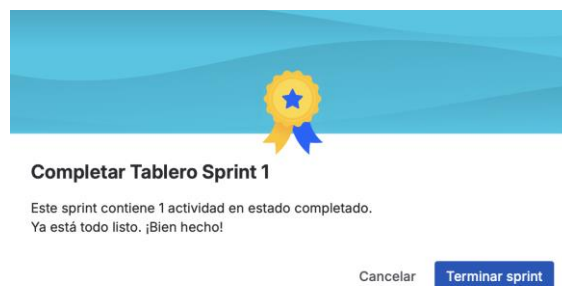 Completar Tablero Sprint 1
Este sprint contiene 1 actividad en estado completado.
Ya está todo listo. ¡Bien hecho!
Cancelar Terminar sprint